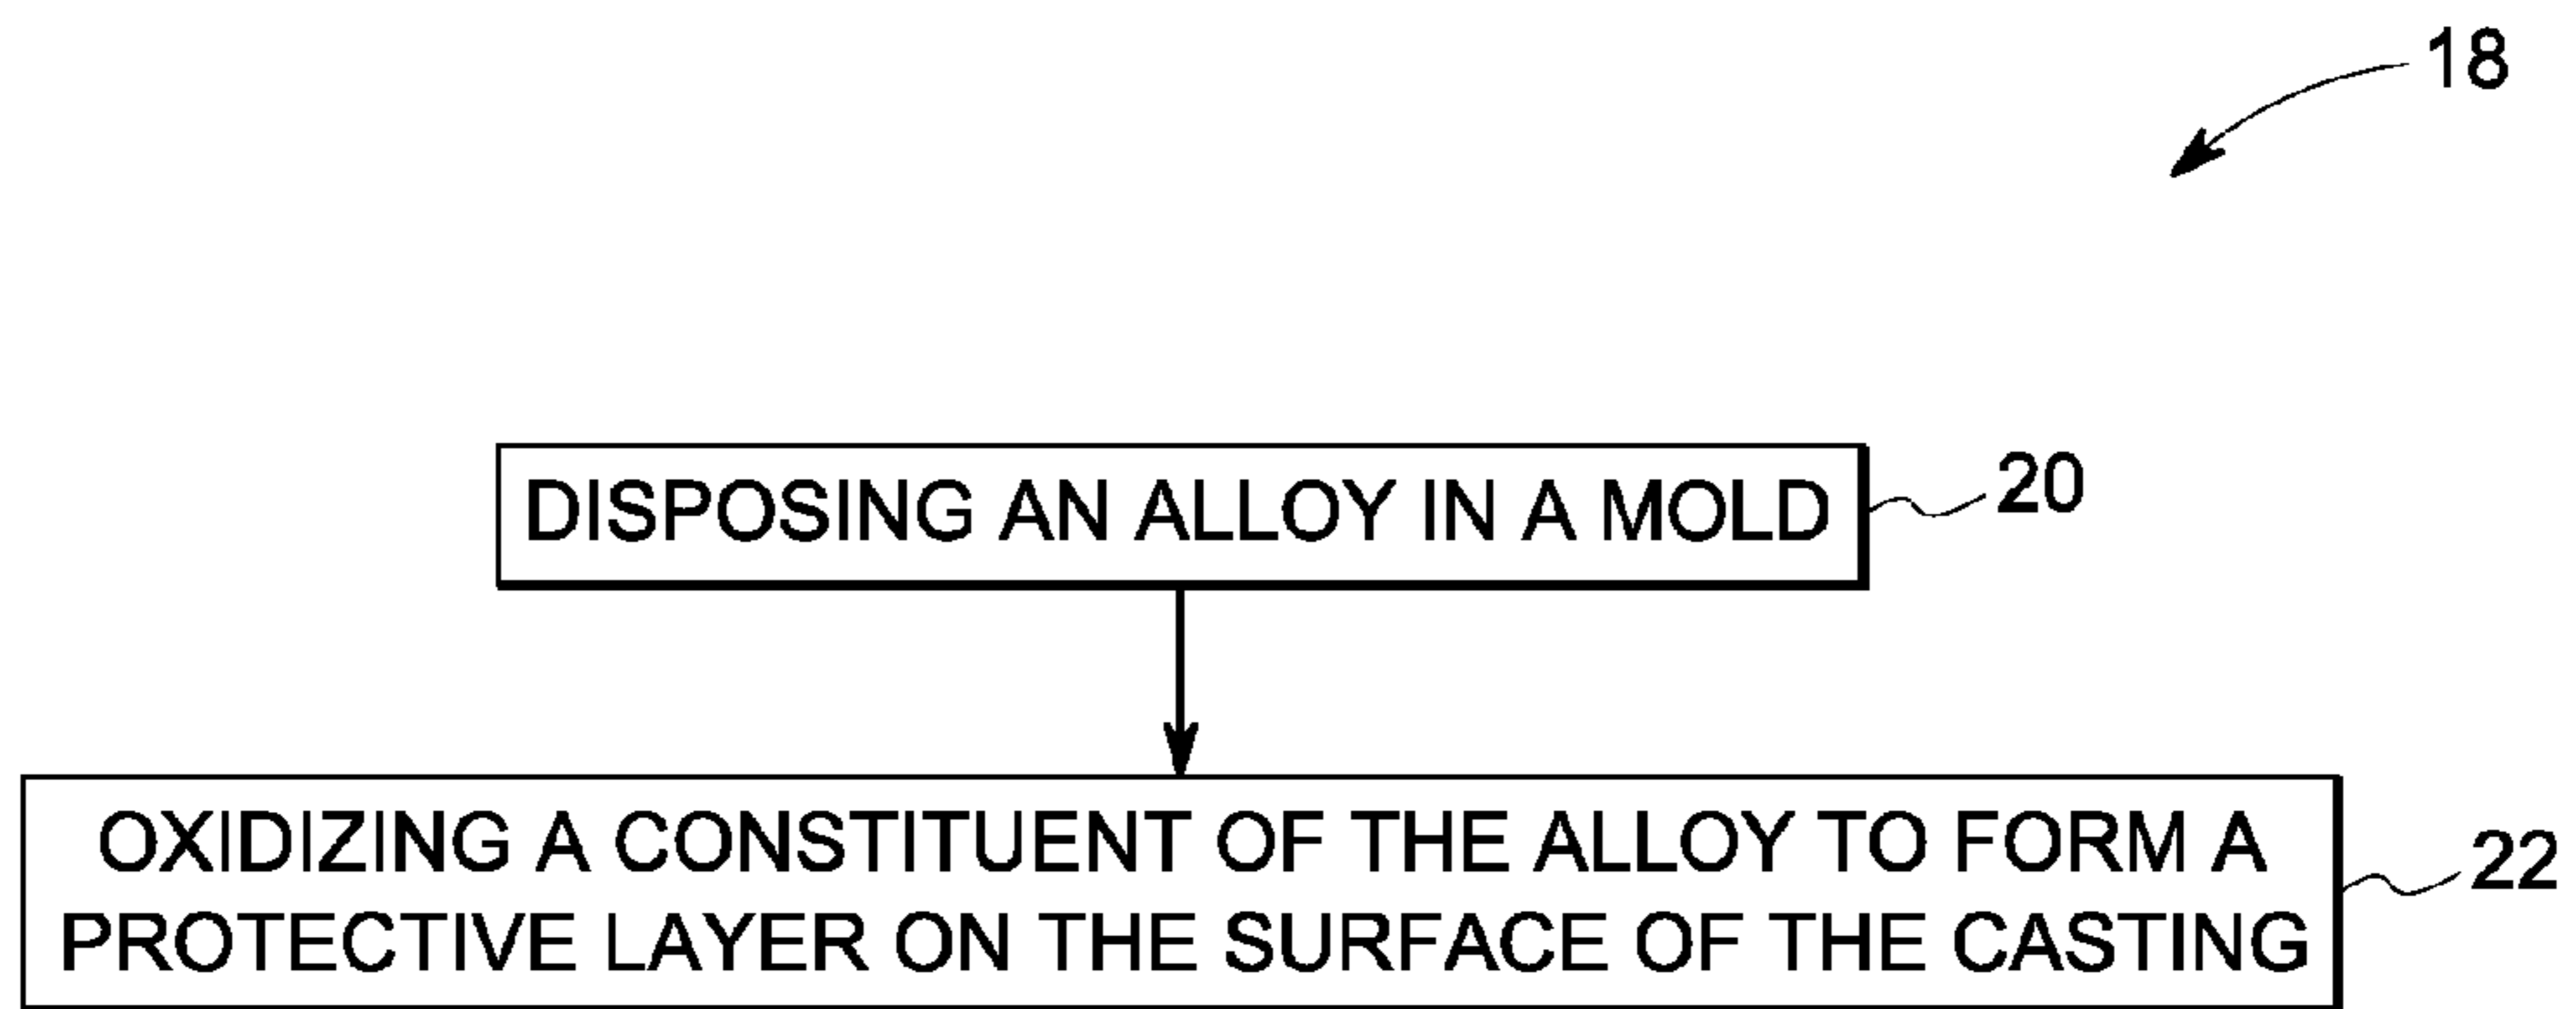 18
DISPOSING AN ALLOY IN A MOLD
20
OXIDIZING A CONSTITUENT OF THE ALLOY TO FORM A
PROTECTIVE LAYER ON THE SURFACE OF THE CASTING
22